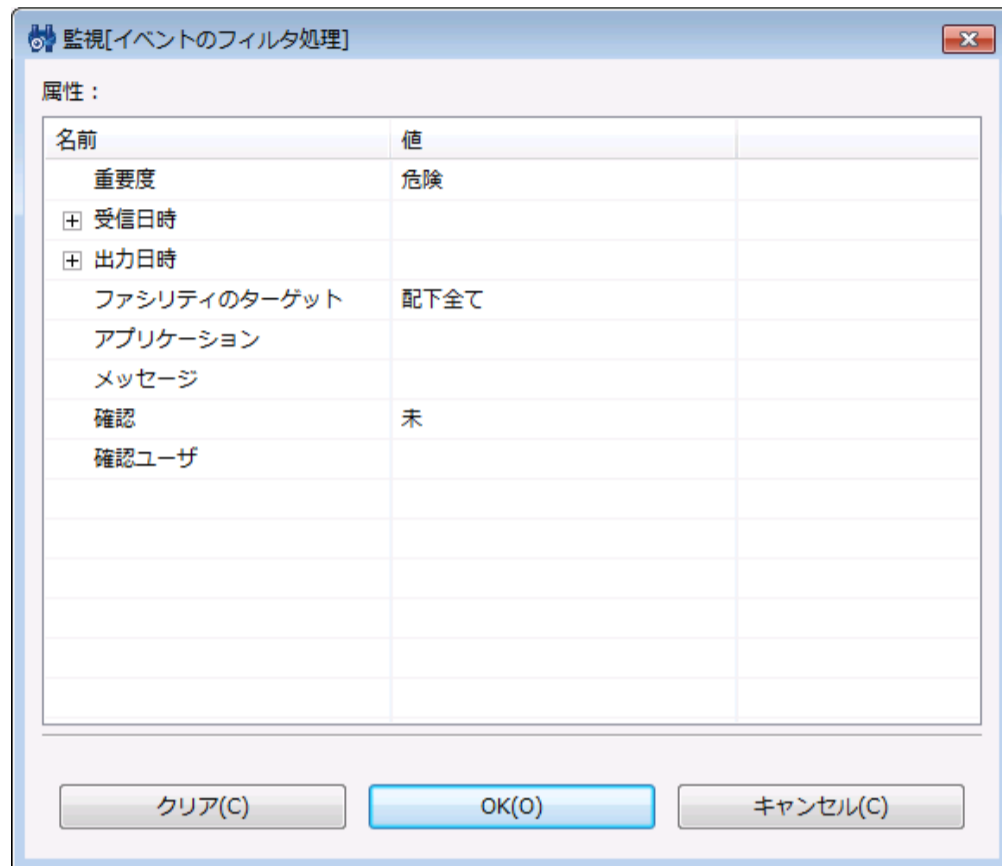 監視[イベントのフィルタ処理]
属性：
名前 値
重要度 危険
受信日時
出力日時
ファシリティのターゲット 配下全て
アプリケーション
メッセージ
確認 未
確認ユーザ
クリア(C) OK(O) キャンセル(C)